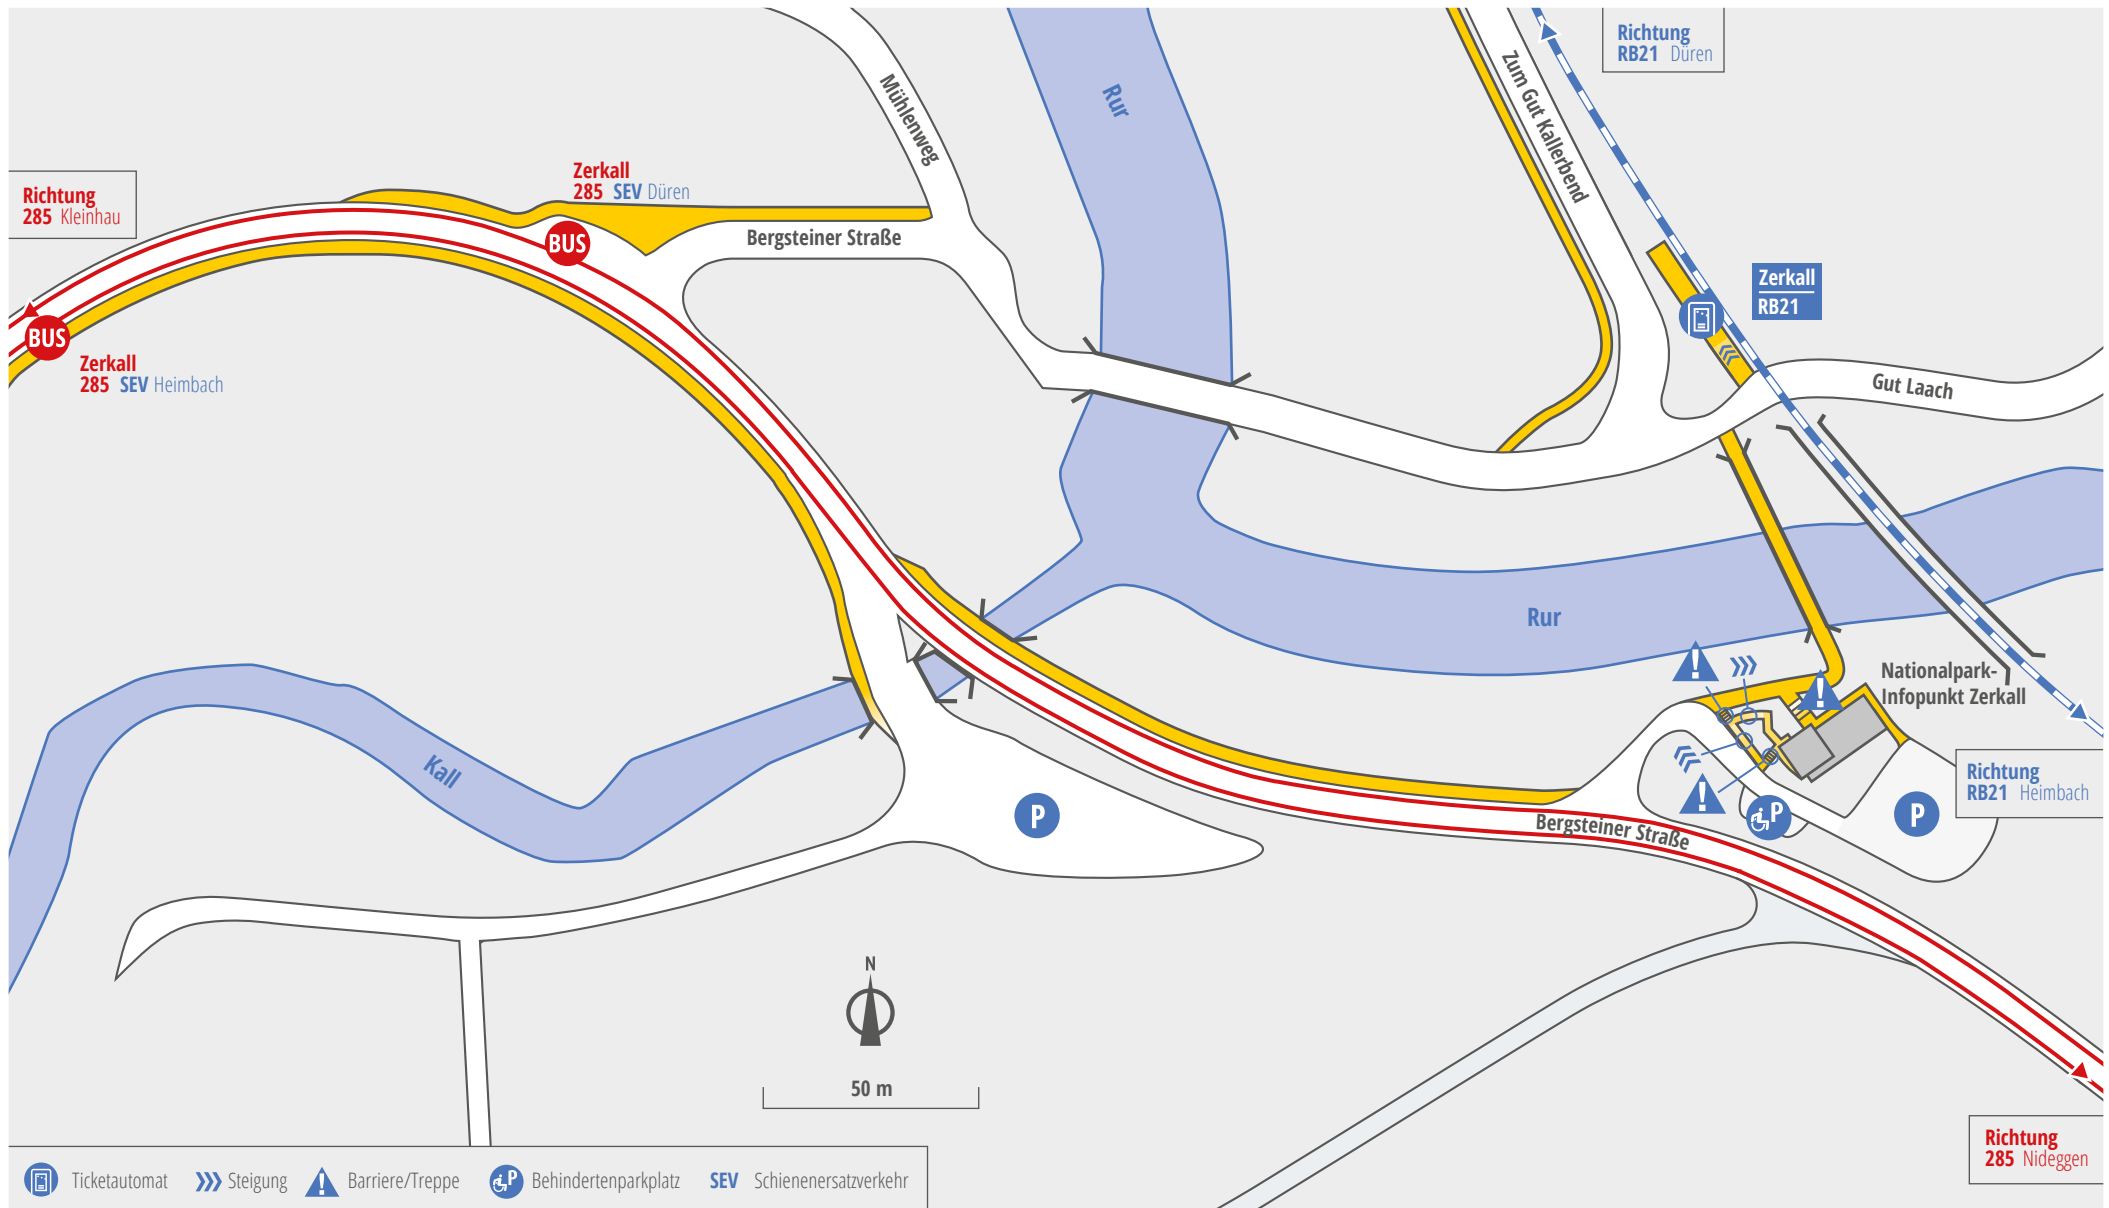 Richtung
RB21 Düren
Rur
Mühlenweg
Zum Gut Kallerbend
Zerkall
285 SEV Düren
Richtung
285 Kleinhau
BUS
Bergsteiner Straße
Zerkall
RB21
BUS
Zerkall
285 SEV Heimbach
Gut Laach
Rur
Nationalpark-
Infopunkt Zerkall
Kall
Richtung
RB21 Heimbach
P
P
P
Bergsteiner Straße
N
50 m
Richtung
285 Nideggen
Ticketautomat
Steigung
Barriere/Treppe
P
Behindertenparkplatz
SEV Schienenersatzverkehr